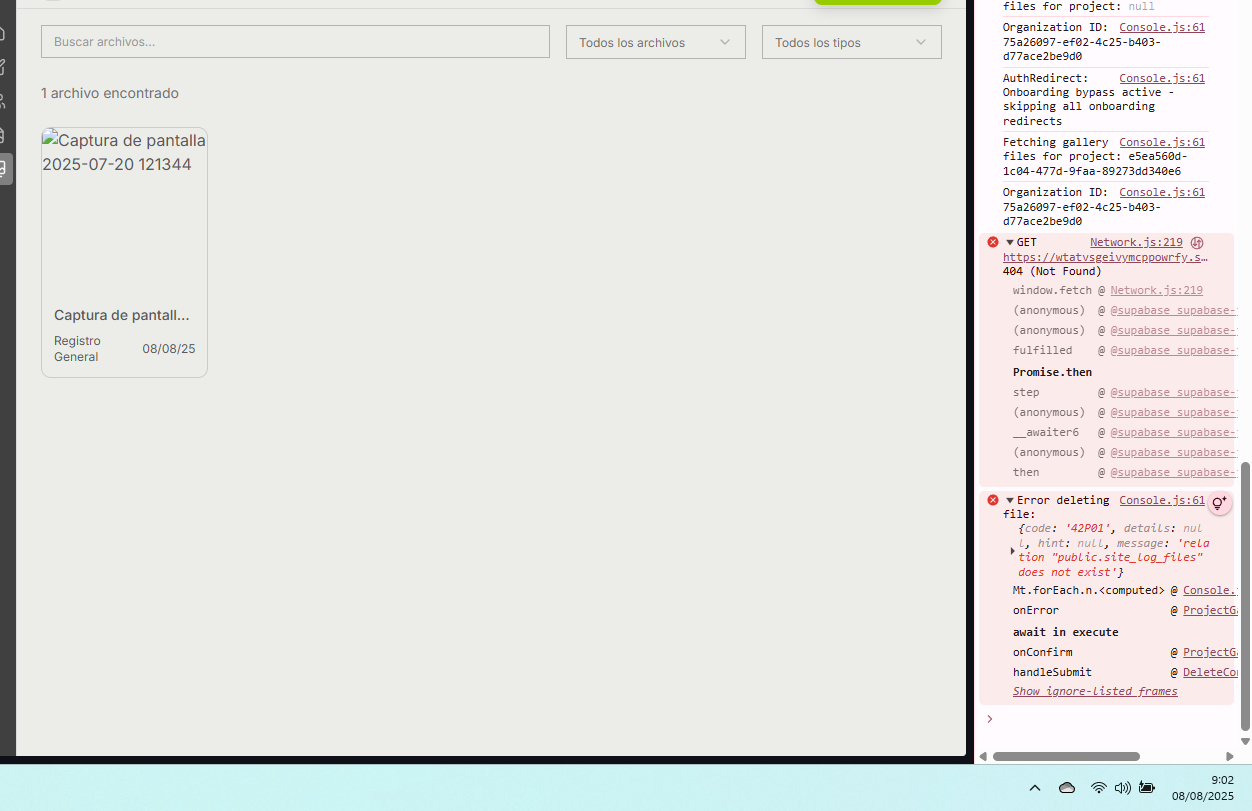 Buscar archivos...
Todos los archivos
Todos los tipos
1 archivo encontrado
Captura de pantalla
2025-07-20 121344
Captura de pantall...
Registro
General
08/08/25
files for project: null
Organization ID: Console.js:61
75a26097-ef02-4c25-b403-
d77ace2be9d0
AuthRedirect: Console.js:61
Onboarding bypass active -
skipping all onboarding
redirects
Fetching gallery Console.js:61
files for project: e5ea560d-
1c04-477d-9faa-89273dd340e6
Organization ID: Console.js:61
75a26097-ef02-4c25-b403-
d77ace2be9d0
GET Network.js:219
https://wtatvsgeivymcppowrfy.s…
404 (Not Found)
window.fetch @ Network.js:219
(anonymous) @ @supabase_supabase-
(anonymous) @ @supabase_supabase-
fulfilled @ @supabase_supabase-
Promise.then
step @ @supabase_supabase-
(anonymous) @ @supabase_supabase-
__awaiter6 @ @supabase_supabase-
(anonymous) @ @supabase_supabase-
then @ @supabase_supabase-
Error deleting Console.js:61
file:
{code: '42P01', details: nul
l, hint: null, message: 'rela
tion "public.site_log_files"
does not exist'}
Mt.forEach.n.<computed> @ Console.
onError @ ProjectGa
await in execute
onConfirm @ ProjectGa
handleSubmit @ DeleteCo
Show ignore-listed frames
9:02
08/08/2025